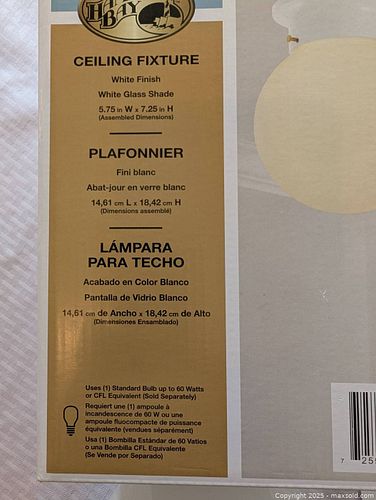 HAMPTON
BAY
CEILING FIXTURE
White Finish
White Glass Shade
5.75 in W x 7.25 in H
(Assembled Dimensions)
PLAFONNIER
Fini blanc
Abat-jour en verre blanc
14,61 cm L x 18,42 cm H
(Dimensions assemblé)
LÁMPARA
PARA TECHO
Acabado en Color Blanco
Pantalla de Vidrio Blanco
14,61 cm de Ancho x 18,42 cm de Alto
(Dimensiones Ensamblado)
Uses (1) Standard Bulb up to 60 Watts
or CFL Equivalent (Sold Separately)
Requiert une (1) ampoule à
incandescence de 60 W ou une
ampoule fluocompacte de puissance
équivalente (vendues séparément)
Usa (1) Bombilla Estándar de 60 Vatios
o una Bombilla CFL Equivalente
(Se Vende por Separado)
7
Copyright 2025 - maxsold.com